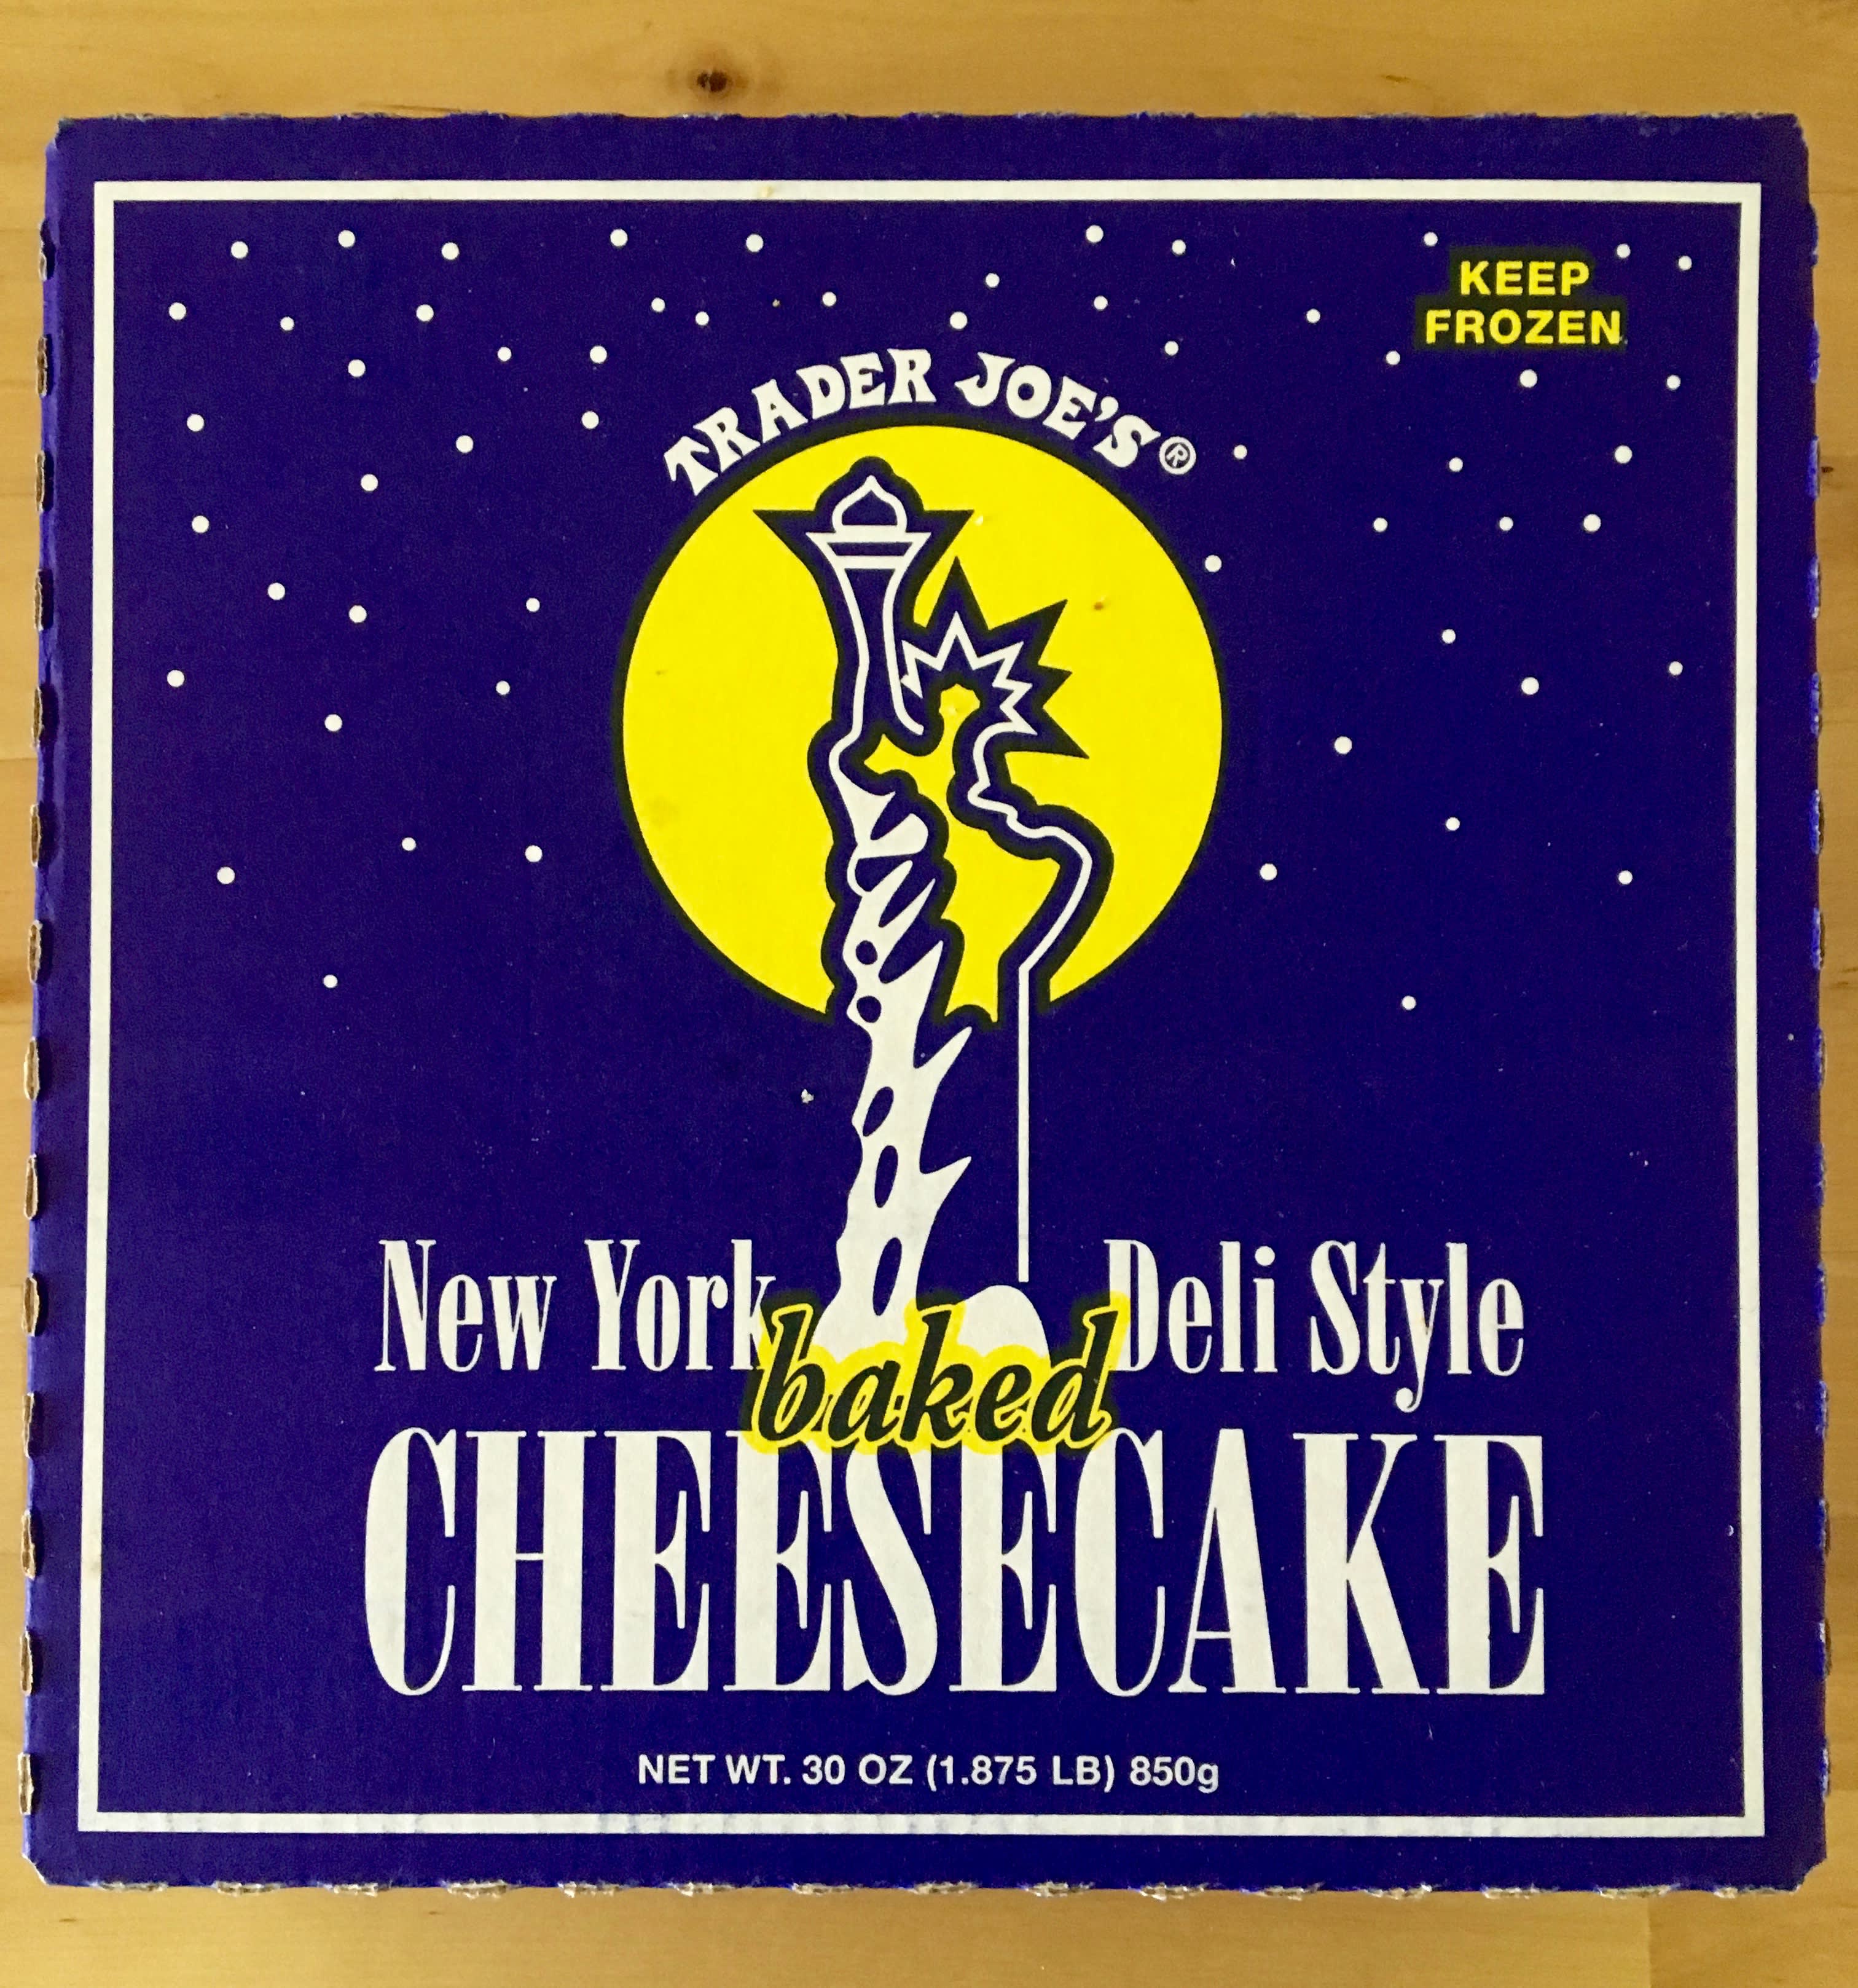 KEEP
FROZEN
TRADER JOE'S®
New York Deli Style
baked
CHEESECAKE
NET WT. 30 OZ (1.875 LB) 850g